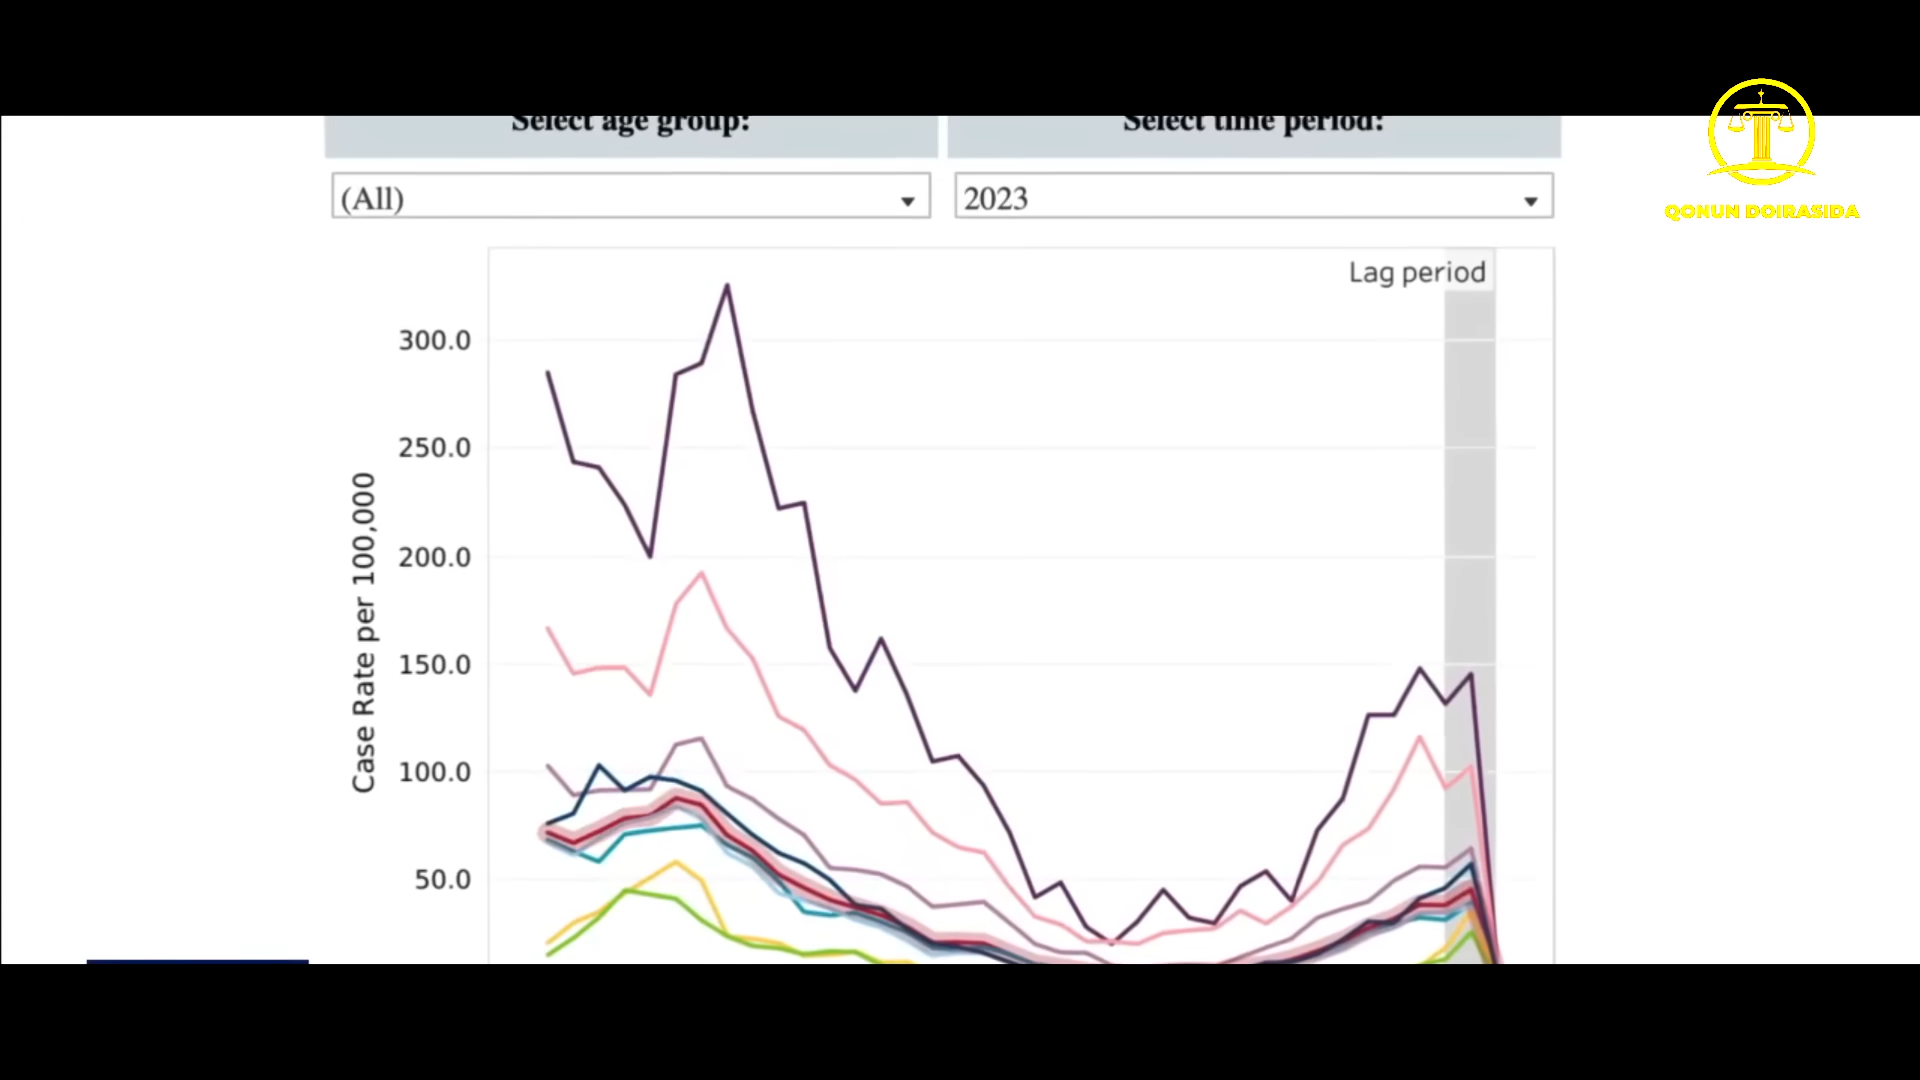 Select age group:
Select time period:
(All)
2023
QONUN DOIRASIDA
Lag period
300.0
250.0
200.0
150.0
100.0
50.0
Case Rate per 100,000